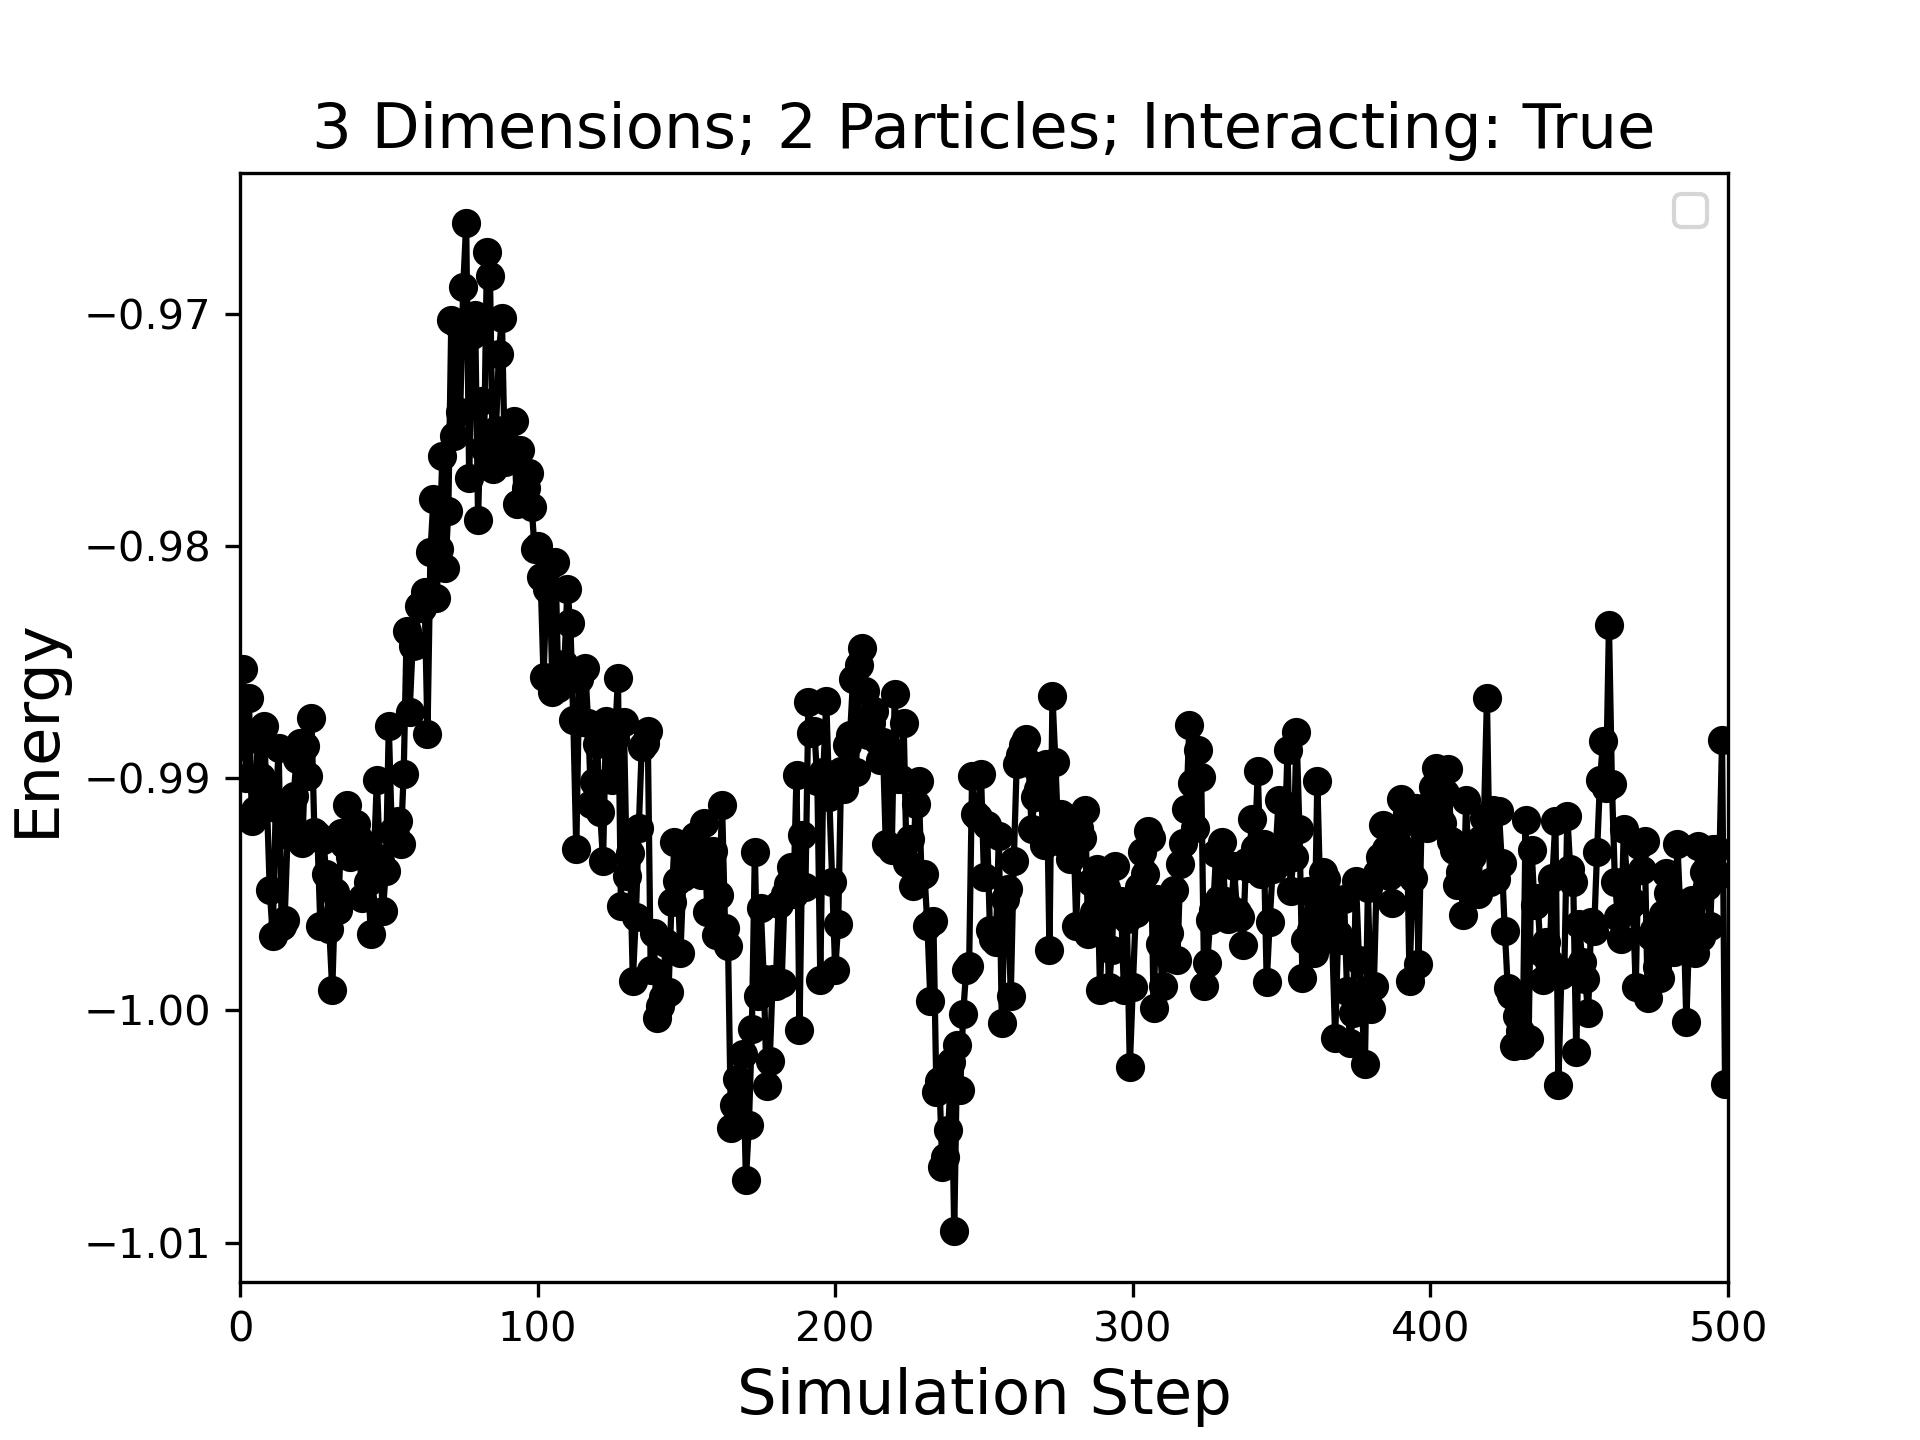 3 Dimensions; 2 Particles; Interacting: True
Energy
−0.97
−0.98
−0.99
−1.00
−1.01
0 100 200 300 400 500
Simulation Step